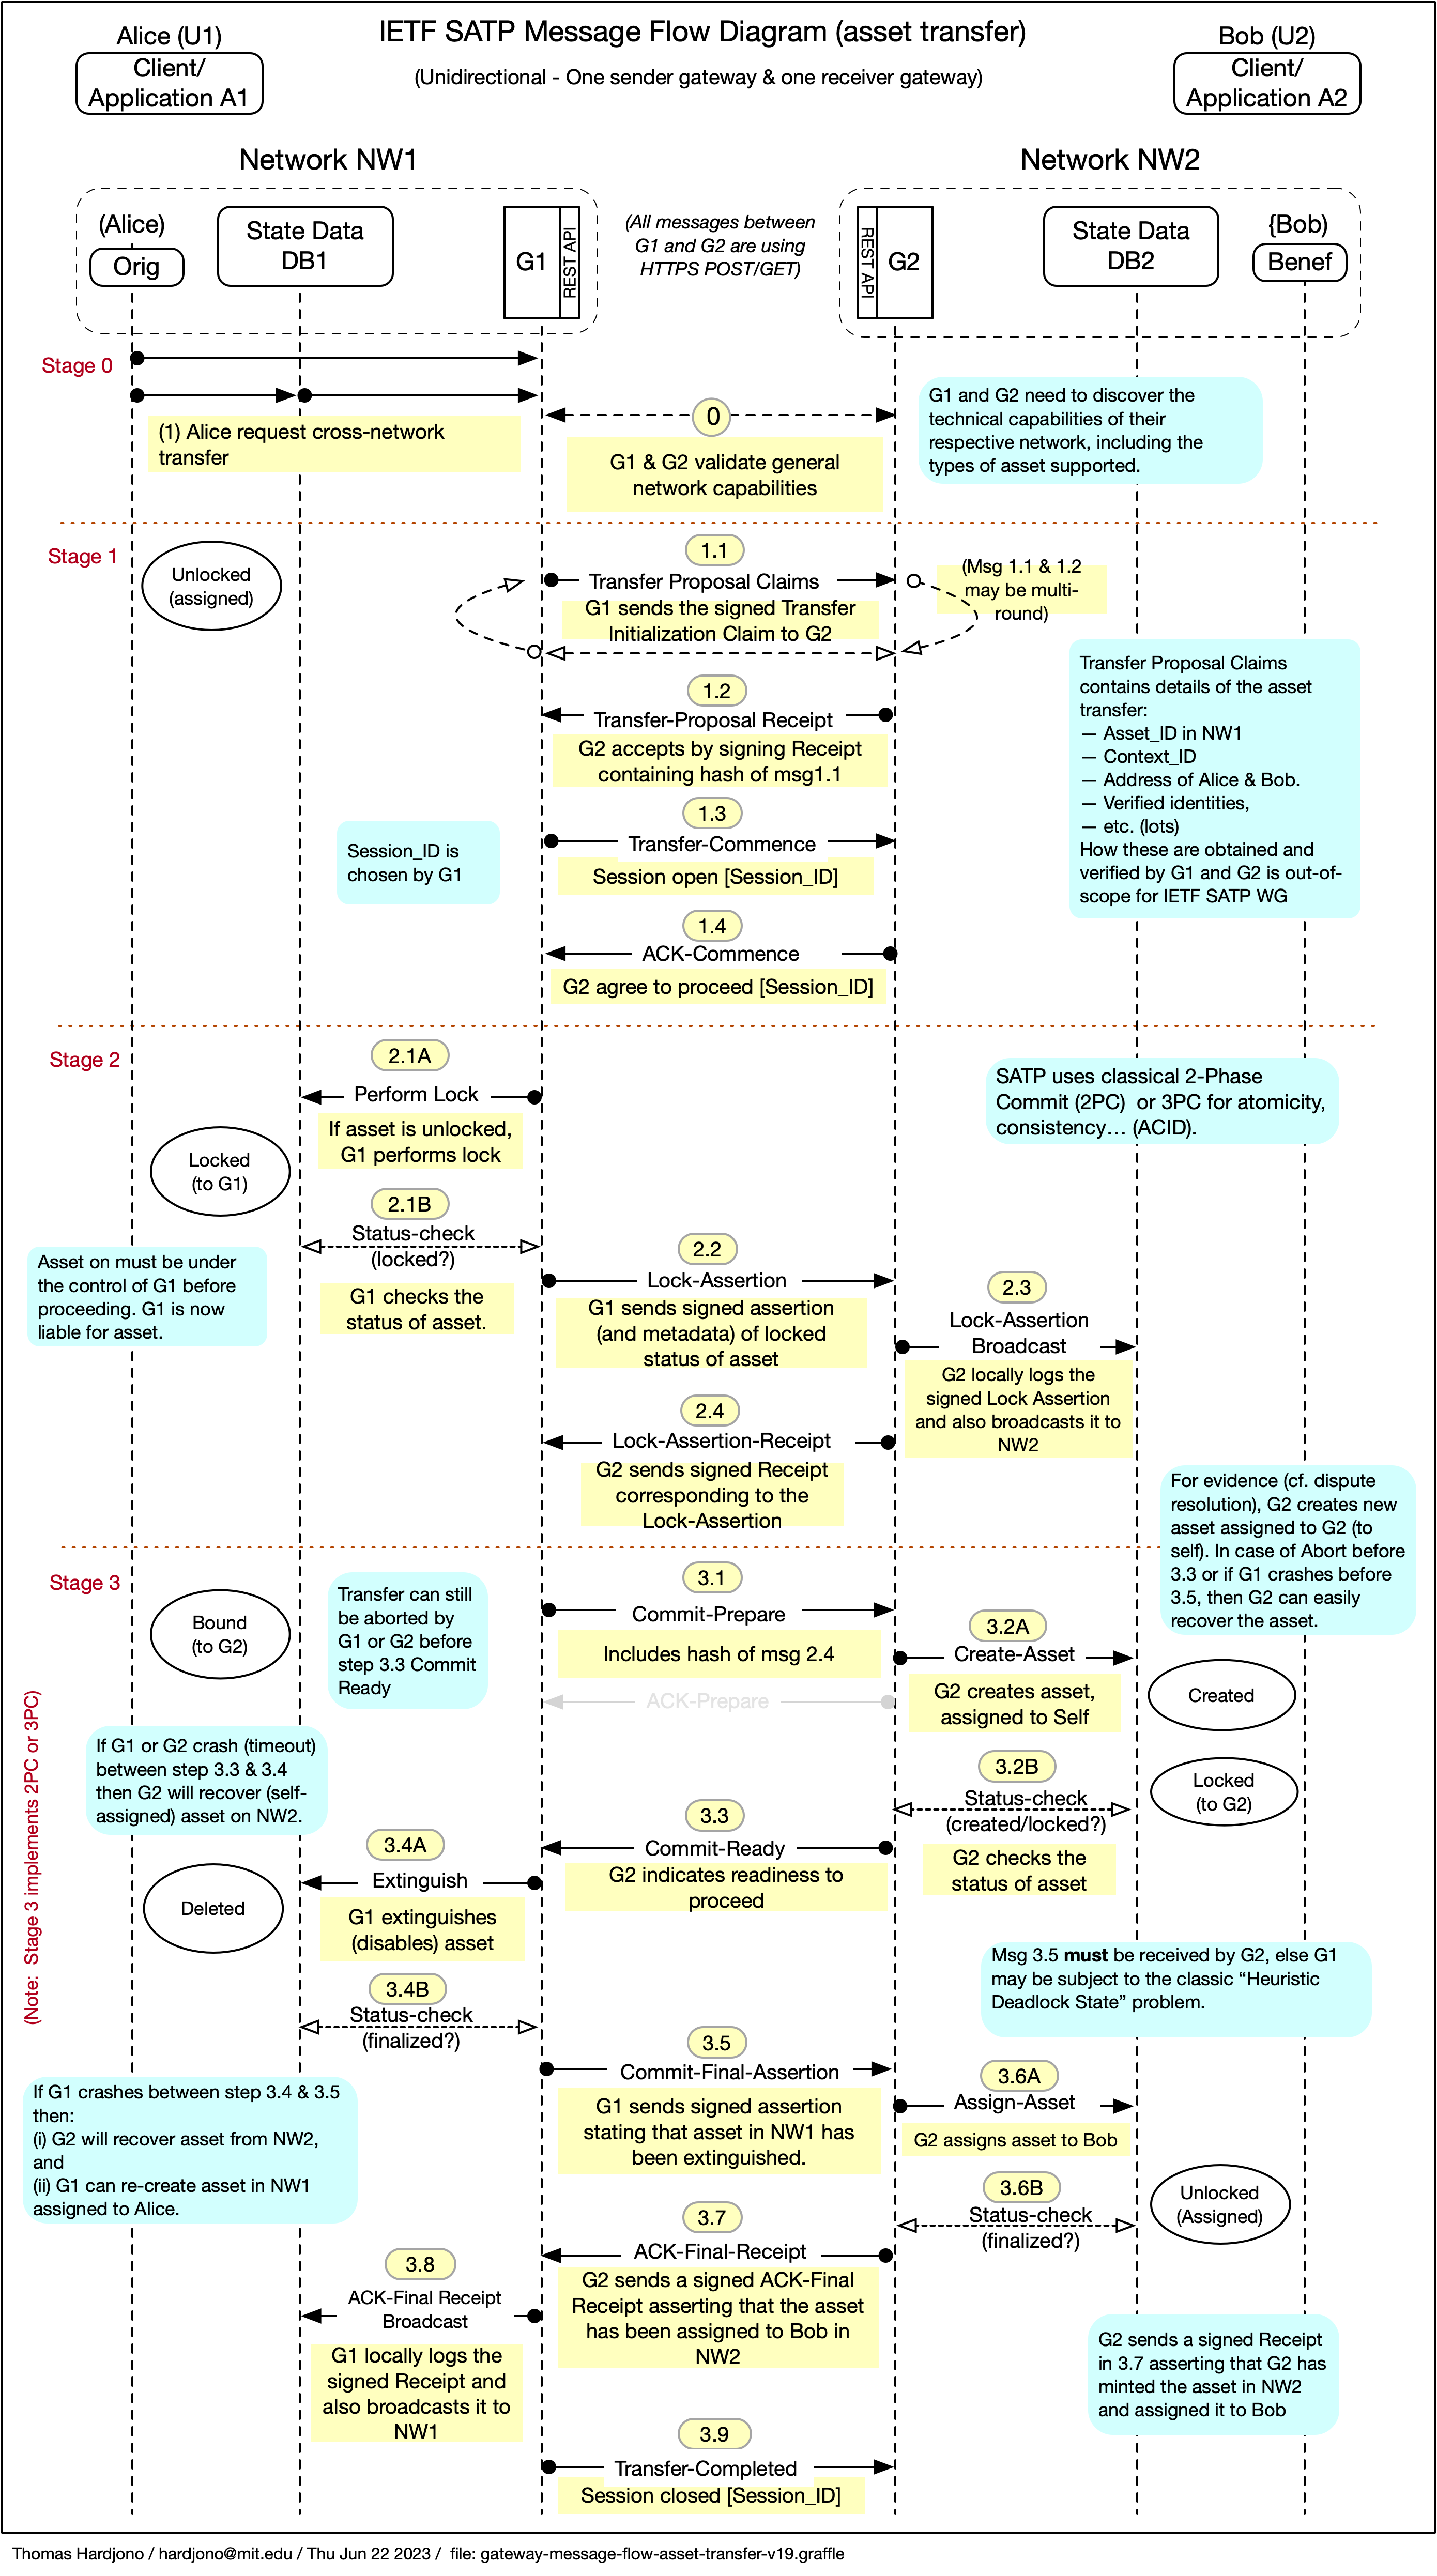 IETF SATP Message Flow Diagram (asset transfer)
(Unidirectional - One sender gateway & one receiver gateway)
Alice (U1)
Client/
Application A1
Bob (U2)
Client/
Application A2
Network NW1
Network NW2
(Alice)
Orig
State Data
DB1
G1
REST API
(All messages between
G1 and G2 are using
HTTPS POST/GET)
REST API
G2
State Data
DB2
{Bob)
Benef
Stage 0
(1) Alice request cross-network
transfer
0
G1 & G2 validate general
network capabilities
G1 and G2 need to discover the
technical capabilities of their
respective network, including the
types of asset supported.
Stage 1
Unlocked
(assigned)
1.1
Transfer Proposal Claims
G1 sends the signed Transfer
Initialization Claim to G2
(Msg 1.1 & 1.2
may be multi-
round)
Transfer Proposal Claims
contains details of the asset
transfer:
— Asset_ID in NW1
— Context_ID
— Address of Alice & Bob.
— Verified identities,
— etc. (lots)
How these are obtained and
verified by G1 and G2 is out-of-
scope for IETF SATP WG
1.2
Transfer-Proposal Receipt
G2 accepts by signing Receipt
containing hash of msg1.1
Session_ID is
chosen by G1
1.3
Transfer-Commence
Session open [Session_ID]
1.4
ACK-Commence
G2 agree to proceed [Session_ID]
Stage 2
2.1A
Perform Lock
If asset is unlocked,
G1 performs lock
SATP uses classical 2-Phase
Commit (2PC)  or 3PC for atomicity,
consistency… (ACID).
Locked
(to G1)
2.1B
Status-check
(locked?)
G1 checks the
status of asset.
Asset on must be under
the control of G1 before
proceeding. G1 is now
liable for asset.
2.2
Lock-Assertion
G1 sends signed assertion
(and metadata) of locked
status of asset
2.3
Lock-Assertion
Broadcast
G2 locally logs the
signed Lock Assertion
and also broadcasts it to
NW2
2.4
Lock-Assertion-Receipt
G2 sends signed Receipt
corresponding to the
Lock-Assertion
For evidence (cf. dispute
resolution), G2 creates new
asset assigned to G2 (to
self). In case of Abort before
3.3 or if G1 crashes before
3.5, then G2 can easily
recover the asset.
Stage 3
(Note:  Stage 3 implements 2PC or 3PC)
Bound
(to G2)
Transfer can still
be aborted by
G1 or G2 before
step 3.3 Commit
Ready
3.1
Commit-Prepare
Includes hash of msg 2.4
ACK-Prepare
3.2A
Create-Asset
G2 creates asset,
assigned to Self
Created
If G1 or G2 crash (timeout)
between step 3.3 & 3.4
then G2 will recover (self-
assigned) asset on NW2.
3.2B
Status-check
(created/locked?)
G2 checks the
status of asset
Locked
(to G2)
3.3
Commit-Ready
G2 indicates readiness to
proceed
3.4A
Extinguish
G1 extinguishes
(disables) asset
Deleted
Msg 3.5 must be received by G2, else G1
may be subject to the classic “Heuristic
Deadlock State” problem.
3.4B
Status-check
(finalized?)
3.5
Commit-Final-Assertion
G1 sends signed assertion
stating that asset in NW1 has
been extinguished.
3.6A
Assign-Asset
G2 assigns asset to Bob
If G1 crashes between step 3.4 & 3.5
then:
(i) G2 will recover asset from NW2,
and
(ii) G1 can re-create asset in NW1
assigned to Alice.
3.6B
Status-check
(finalized?)
Unlocked
(Assigned)
3.7
ACK-Final-Receipt
G2 sends a signed ACK-Final
Receipt asserting that the asset
has been assigned to Bob in
NW2
3.8
ACK-Final Receipt
Broadcast
G1 locally logs the
signed Receipt and
also broadcasts it to
NW1
G2 sends a signed Receipt
in 3.7 asserting that G2 has
minted the asset in NW2
and assigned it to Bob
3.9
Transfer-Completed
Session closed [Session_ID]
Thomas Hardjono / hardjono@mit.edu / Thu Jun 22 2023 /  file: gateway-message-flow-asset-transfer-v19.graffle